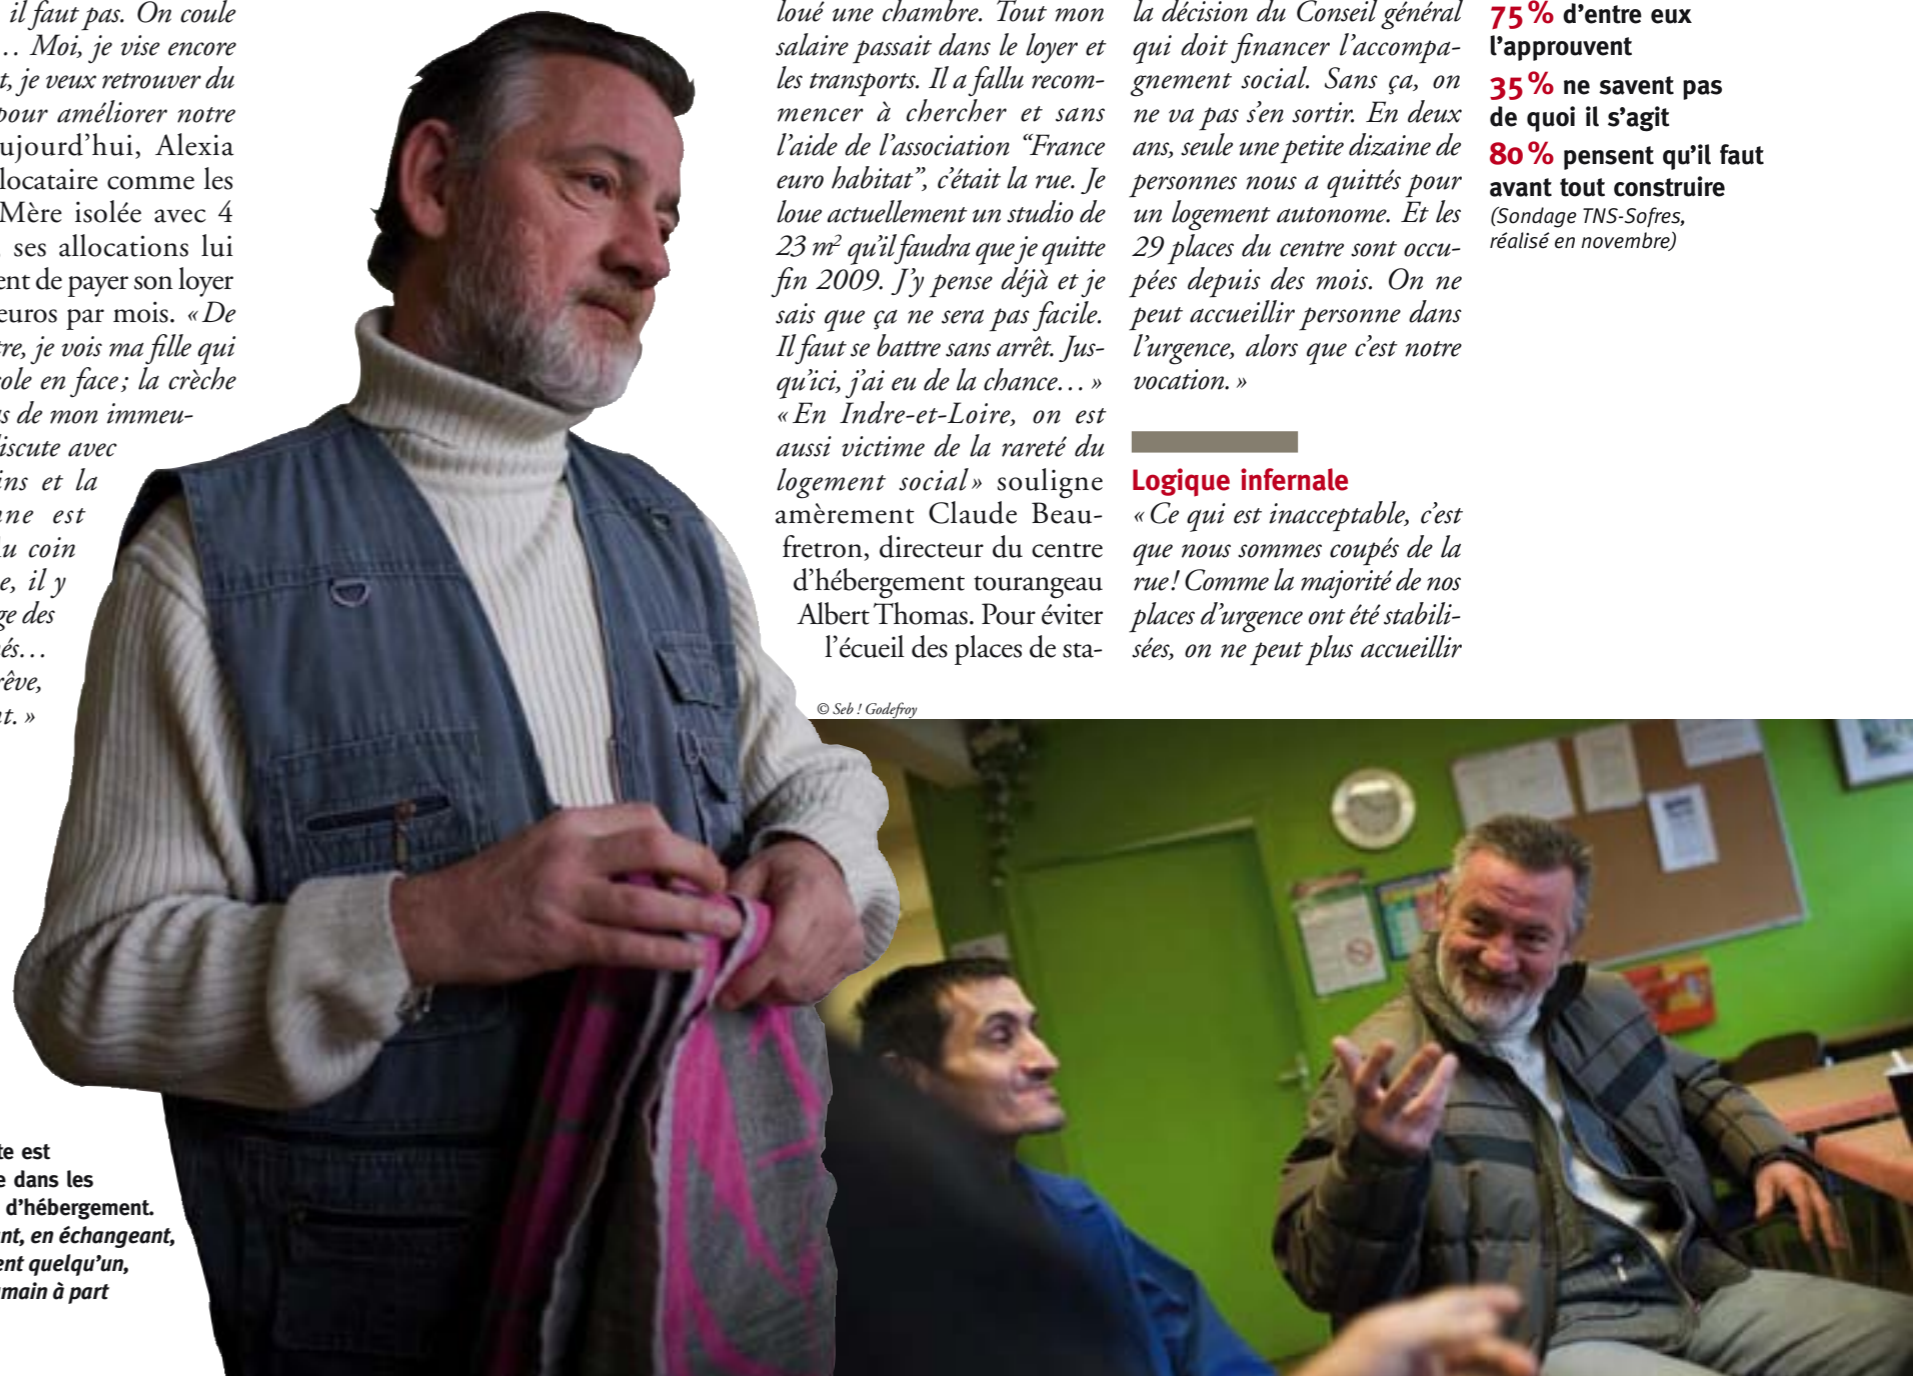 il faut pas. On coule
… Moi, je vise encore
t, je veux retrouver du
pour améliorer notre
ujourd'hui, Alexia
locataire comme les
Mère isolée avec 4
ses allocations lui
ent de payer son loyer
euros par mois. « De
tre, je vois ma fille qui
ole en face ; la crèche
s de mon immeu-
iscute avec
ins et la
nne est
u coin
e, il y
ge des
és…
rêve,
t. »
te est
e dans les
d'hébergement.
nt, en échangeant,
ent quelqu'un,
main à part
loué une chambre. Tout mon
salaire passait dans le loyer et
les transports. Il a fallu recom-
mencer à chercher et sans
l'aide de l'association “France
euro habitat”, c'était la rue. Je
loue actuellement un studio de
23 m² qu'il faudra que je quitte
fin 2009. J'y pense déjà et je
sais que ça ne sera pas facile.
Il faut se battre sans arrêt. Jus-
qu'ici, j'ai eu de la chance… »
« En Indre-et-Loire, on est
aussi victime de la rareté du
logement social » souligne
amèrement Claude Beau-
fretron, directeur du centre
d'hébergement tourangeau
Albert Thomas. Pour éviter
l'écueil des places de sta-
© Seb ! Godefroy
la décision du Conseil général
qui doit financer l'accompa-
gnement social. Sans ça, on
ne va pas s'en sortir. En deux
ans, seule une petite dizaine de
personnes nous a quittés pour
un logement autonome. Et les
29 places du centre sont occu-
pées depuis des mois. On ne
peut accueillir personne dans
l'urgence, alors que c'est notre
vocation. »
Logique infernale
« Ce qui est inacceptable, c'est
que nous sommes coupés de la
rue ! Comme la majorité de nos
places d'urgence ont été stabili-
sées, on ne peut plus accueillir
75 % d'entre eux
l'approuvent
35 % ne savent pas
de quoi il s'agit
80 % pensent qu'il faut
avant tout construire
(Sondage TNS-Sofres,
réalisé en novembre)